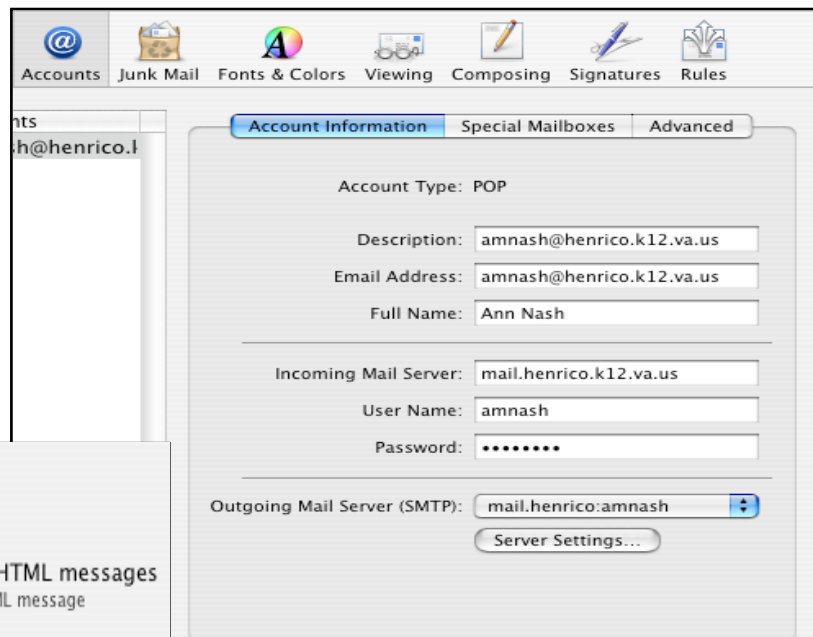 Accounts Junk Mail Fonts & Colors Viewing Composing Signatures Rules
Account Information Special Mailboxes Advanced
Account Type: POP
Description: amnash@henrico.k12.va.us
Email Address: amnash@henrico.k12.va.us
Full Name: Ann Nash
Incoming Mail Server: mail.henrico.k12.va.us
User Name: amnash
Password: ••••••••
Outgoing Mail Server (SMTP): mail.henrico:amnash
Server Settings...
HTML messages
message